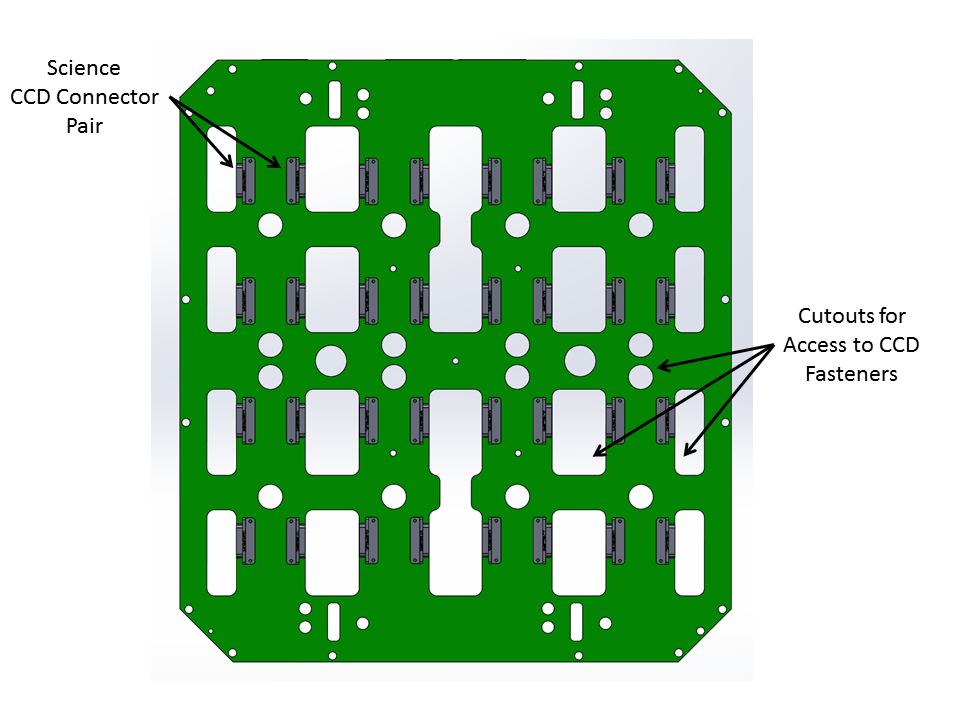 Science
CCD Connector
Pair
Cutouts for
Access to CCD
Fasteners